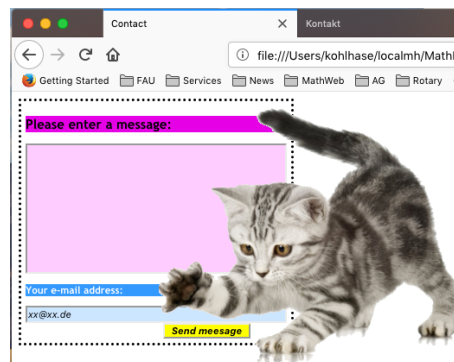 Contact
Kontakt
file:///Users/kohlhase/localmh/MathI
Getting Started FAU Services News MathWeb AG Rotary
Please enter a message:
Your e-mail address:
xx@xx.de
Send meesage